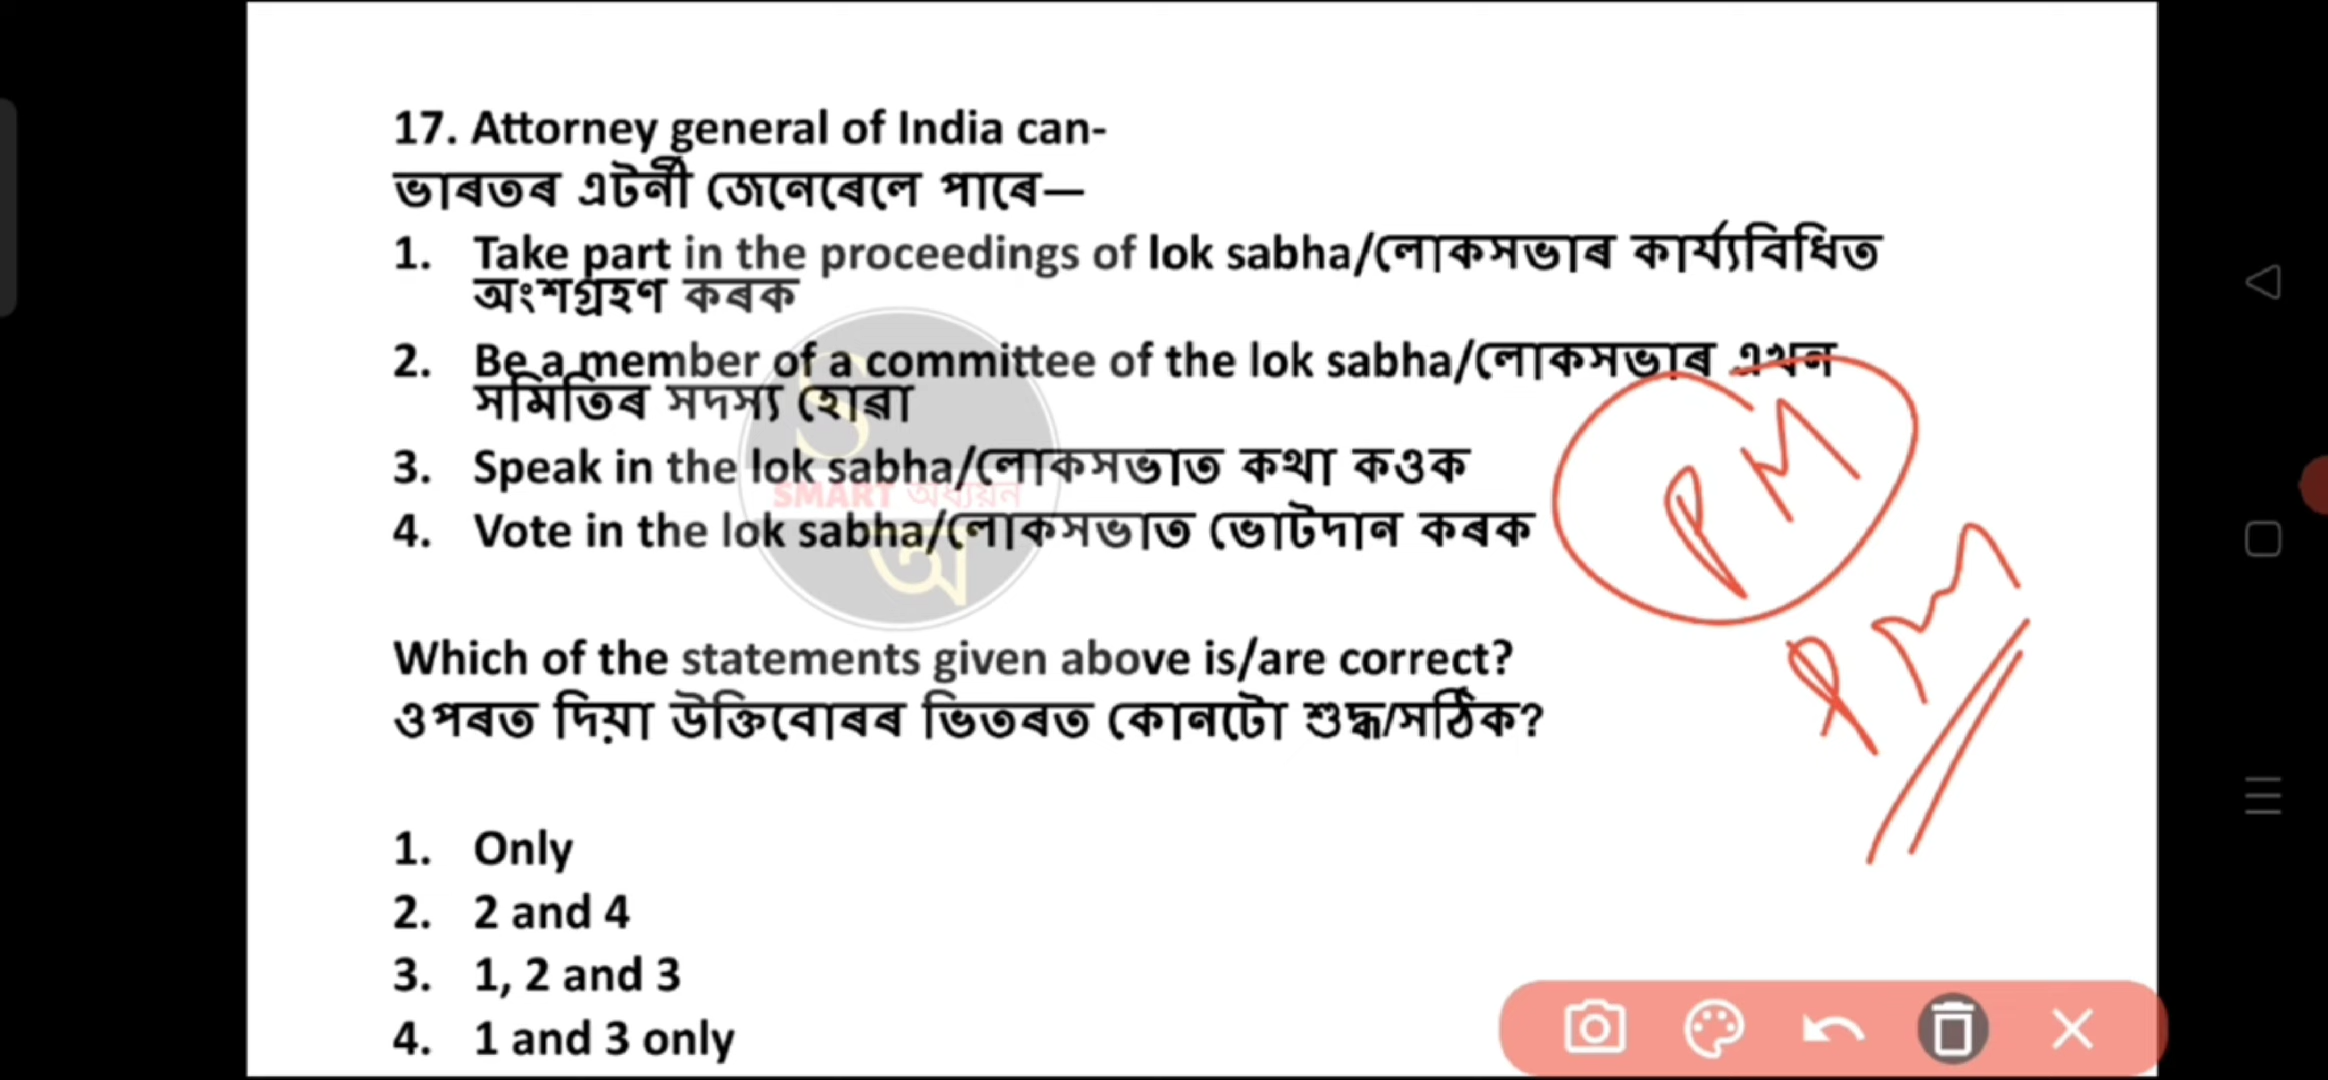 17. Attorney general of India can-
ভাৰতৰ এটৰ্নী জেনেৰেলে পাৰে—
1. Take part in the proceedings of lok sabha/লোকসভাৰ কাৰ্য্যবিধিত
অংশগ্ৰহণ কৰক
2. Be a member of a committee of the lok sabha/লোকসভাৰ এখন
সমিতিৰ সদস্য হোৱা
3. Speak in the lok sabha/লোকসভাত কথা কওক
SMART অধ্যয়ন
4. Vote in the lok sabha/লোকসভাত ভোটদান কৰক
অ
PM
PM
Which of the statements given above is/are correct?
ওপৰত দিয়া উক্তিবোৰৰ ভিতৰত কোনটো শুদ্ধ/সঠিক?
1. Only
2. 2 and 4
3. 1, 2 and 3
4. 1 and 3 only